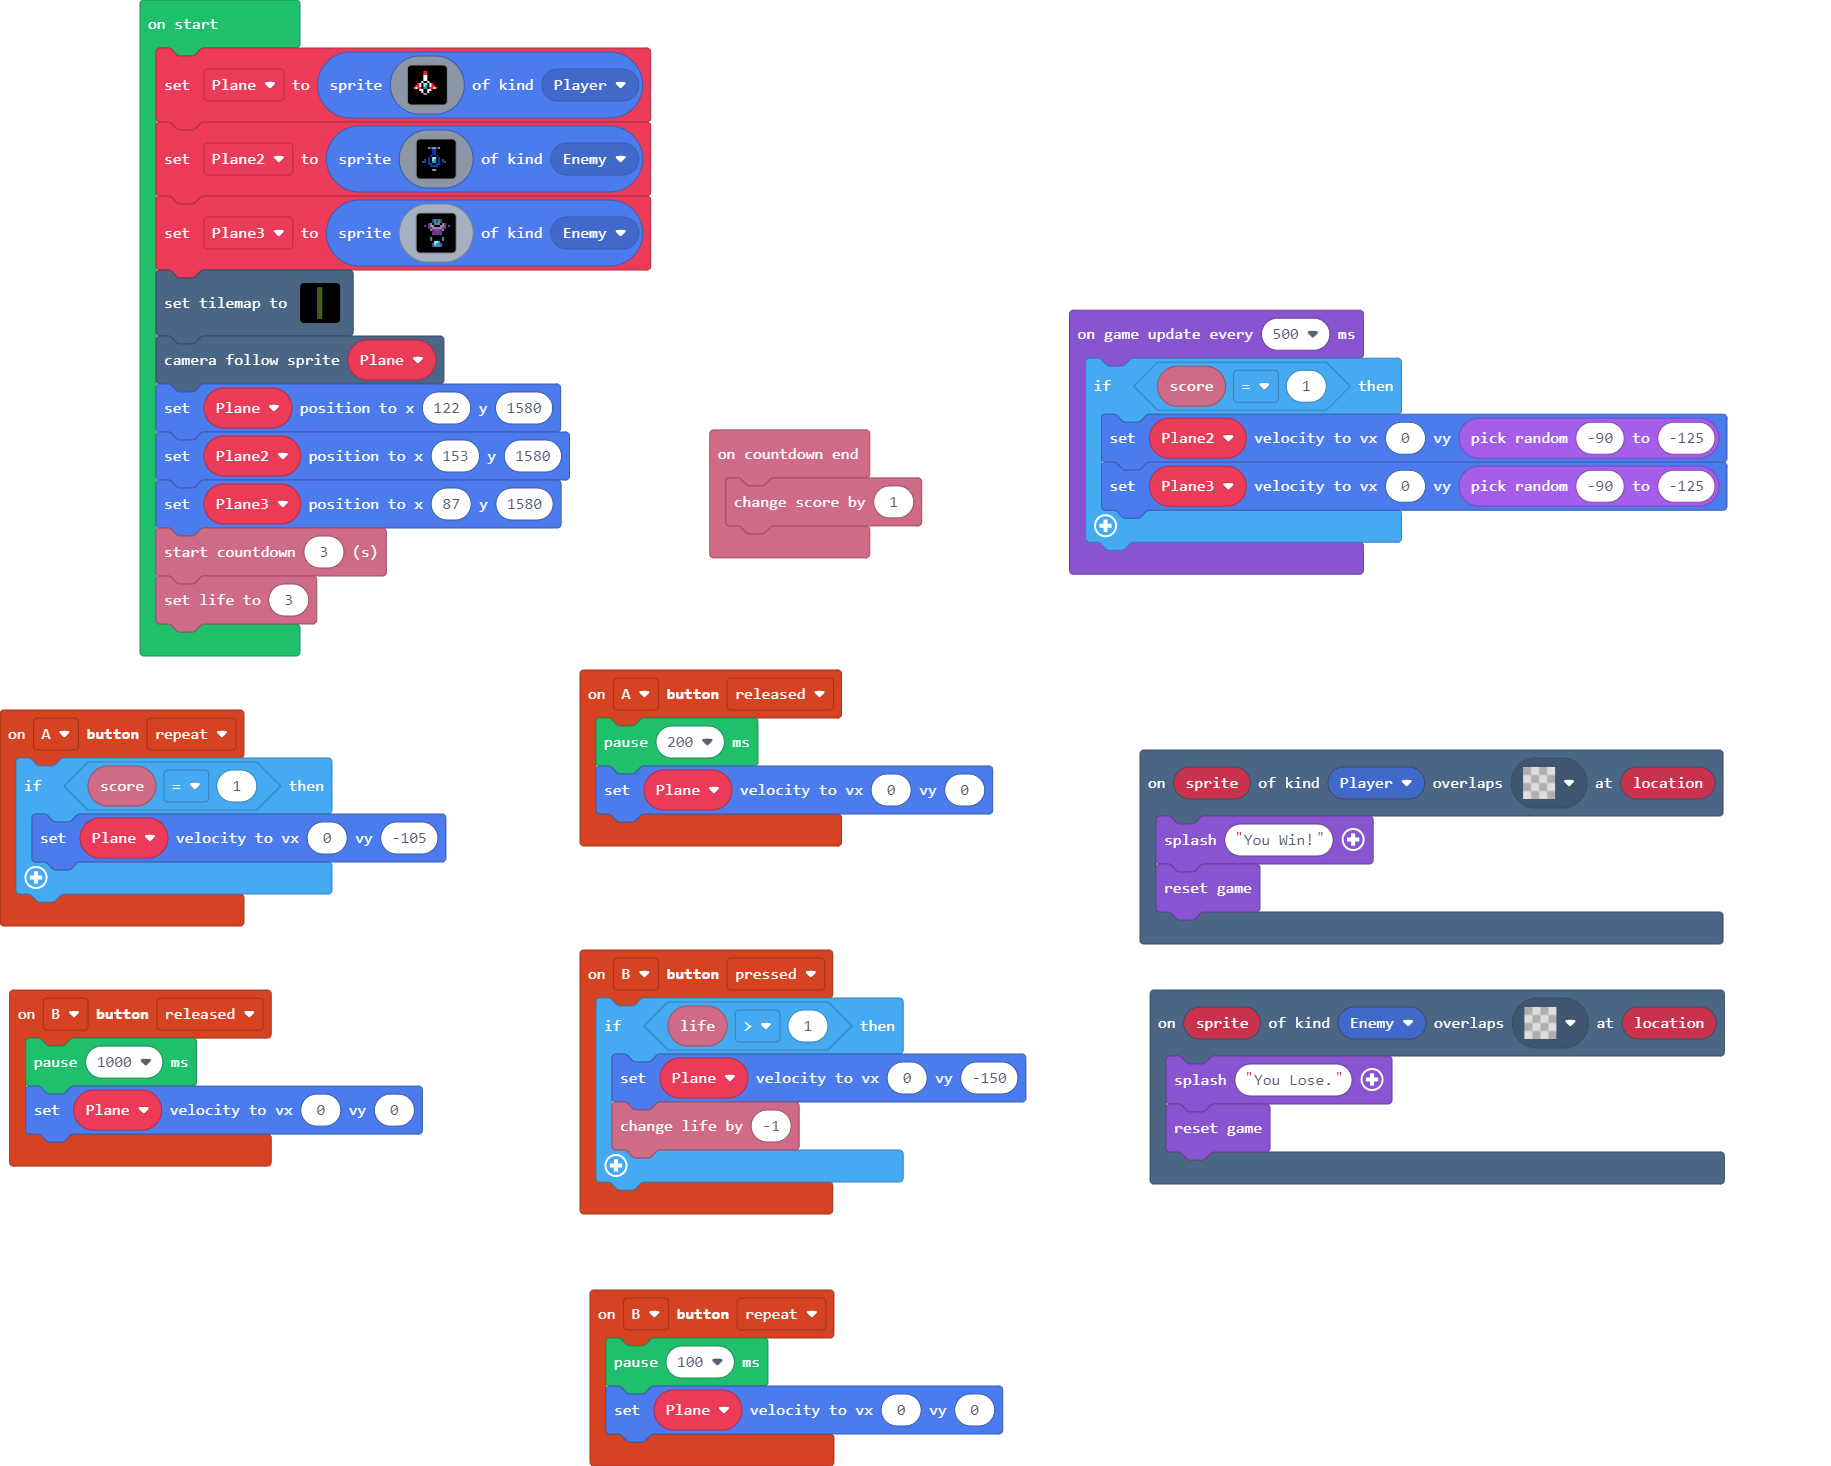 on start
set Plane to sprite of kind Player
set Plane2 to sprite of kind Enemy
set Plane3 to sprite of kind Enemy
set tilemap to
camera follow sprite Plane
set Plane position to x 122 y 1580
set Plane2 position to x 153 y 1580
set Plane3 position to x 87 y 1580
start countdown 3 (s)
set life to 3
on countdown end
change score by 1
on game update every 500 ms
if score = 1 then
set Plane2 velocity to vx 0 vy pick random -90 to -125
set Plane3 velocity to vx 0 vy pick random -90 to -125
on A button repeat
if score = 1 then
set Plane velocity to vx 0 vy -105
on A button released
pause 200 ms
set Plane velocity to vx 0 vy 0
on sprite of kind Player overlaps at location
splash "You Win!"
reset game
on B button released
pause 1000 ms
set Plane velocity to vx 0 vy 0
on B button pressed
if life > 1 then
set Plane velocity to vx 0 vy -150
change life by -1
on sprite of kind Enemy overlaps at location
splash "You Lose."
reset game
on B button repeat
pause 100 ms
set Plane velocity to vx 0 vy 0